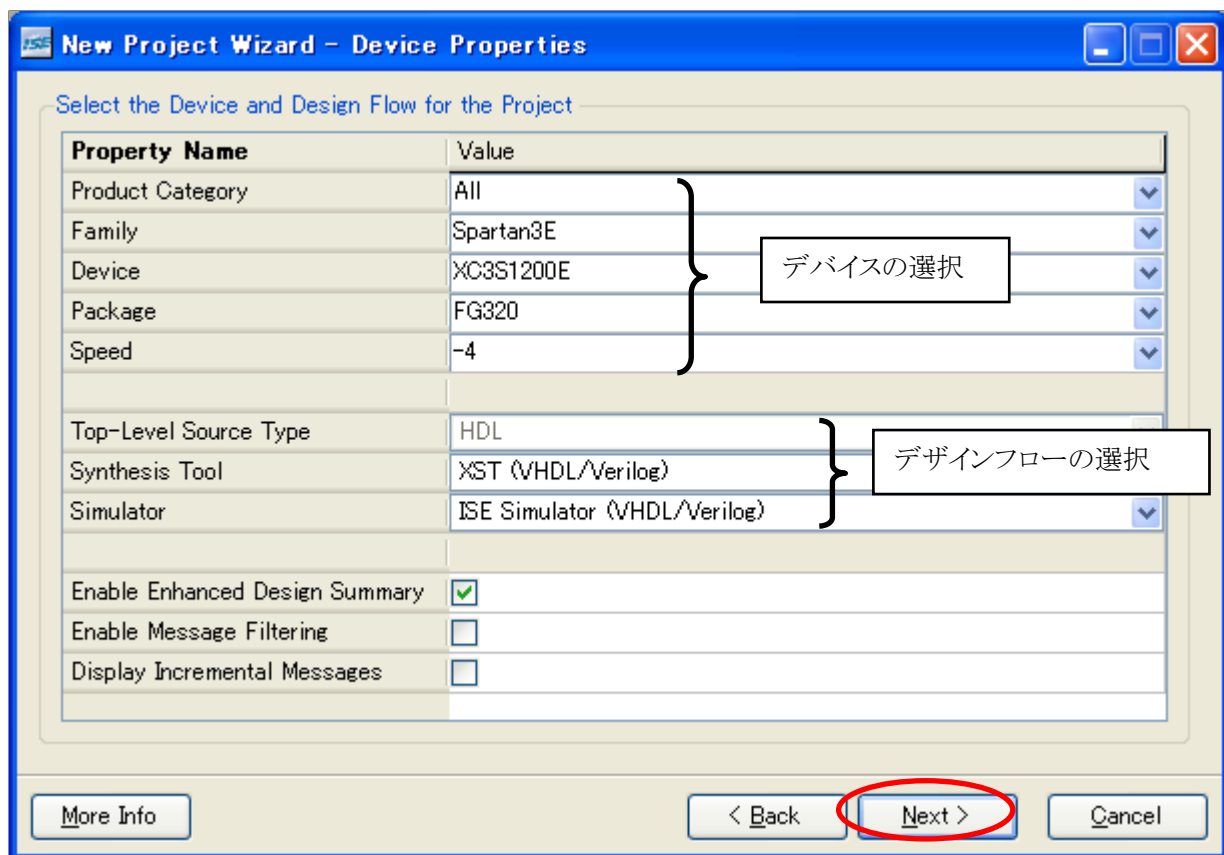 ISE New Project Wizard - Device Properties
Select the Device and Design Flow for the Project
Property Name Value
Product Category All
Family Spartan3E
Device XC3S1200E
Package FG320
Speed -4
デバイスの選択
Top-Level Source Type HDL
Synthesis Tool XST (VHDL/Verilog)
Simulator ISE Simulator (VHDL/Verilog)
デザインフローの選択
Enable Enhanced Design Summary
Enable Message Filtering
Display Incremental Messages
More Info < Back Next > Cancel